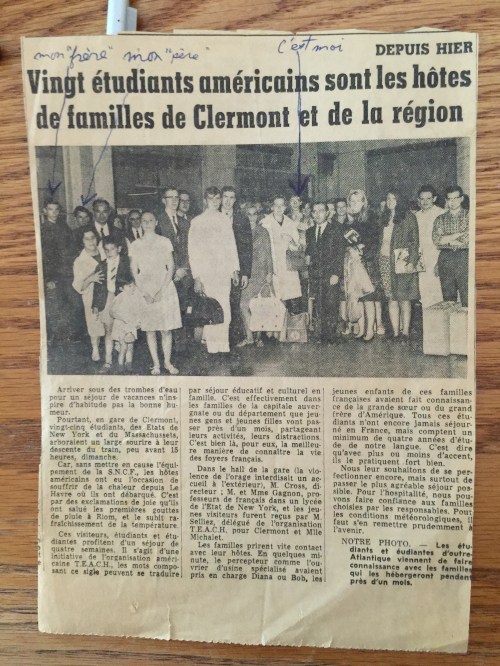 mon "frère" mon "père"
c'est moi
DEPUIS HIER
Vingt étudiants américains sont les hôtes
de familles de Clermont et de la région
Arriver sous des trombes d'eau
pour un séjour de vacances n'ins-
pire d'habitude pas la bonne hu-
meur.
Pourtant, en gare de Clermont,
vingt-cinq étudiants, des Etats de
New York et du Massachusets,
arboraient un large sourire à leur
descente du train, peu avant 15
heures, dimanche.
Car, sans mettre en cause l'équi-
pement de la S.N.C.F., les hôtes
américains ont eu l'occasion de
souffrir de la chaleur depuis Le
Havre où ils ont débarqué. C'est
par des exclamations de joie qu'ils
ont salué les premières gouttes
de pluie à Riom, et le subit ra-
fraîchissement de la température.
Ces visiteurs, étudiants et étu-
diantes profitent d'un séjour de
quatre semaines. Il s'agit d'une
initiative de l'organisation améri-
caine T.E.A.C.H., les mots compo-
sant ce sigle peuvent se traduire
par séjour éducatif et culturel en
famille. C'est effectivement dans
les familles de la capitale auver-
gnate ou du département que jeu-
nes gens et jeunes filles vont pas-
ser près d'un mois, partageant
leurs activités, leurs distractions.
C'est bien là, pour eux, la meilleu-
re manière de connaître la vie
des foyers français.
Dans le hall de la gare (la vio-
lence de l'orage interdisait un ac-
cueil à l'extérieur), M. Cross, di-
recteur ; M. et Mme Gagnon, pro-
fesseurs de français dans un lycée
de l'Etat de New York, et les jeu-
nes visiteurs furent reçus par M.
Selliez, délégué de l'organisation
T.E.A.C.H. pour Clermont et Mlle
Michalet.
Les familles prirent vite contact
avec leur hôtes. En quelques minu-
te, le percepteur comme l'ou-
vrier d'usine spécialisé avaient
pris en charge Diana ou Bob, les
jeunes enfants de ces familles
françaises avaient fait connaissan-
ce de la grande sœur ou du grand
frère d'Amérique. Tous ces étu-
diants n'ont encore jamais séjour-
né en France, mais comptent un
minimum de quatre années d'étu-
de de notre langue. C'est dire
qu'avec plus ou moins d'accent,
ils le pratiquent fort bien.
Nous leur souhaitons de se per-
fectionner encore, mais surtout de
passer le plus agréable séjour pos-
sible. Pour l'hospitalité, nous pou-
vons faire confiance aux familles
choisies par les responsables. Pour
les conditions météorologiques, il
faut s'en remettre prudemment à
l'avenir.
NOTRE PHOTO. — Les étu-
diants et étudiantes d'outre-
Atlantique viennent de faire
connaissance avec les familles
qui les hébergeront pendant
près d'un mois.